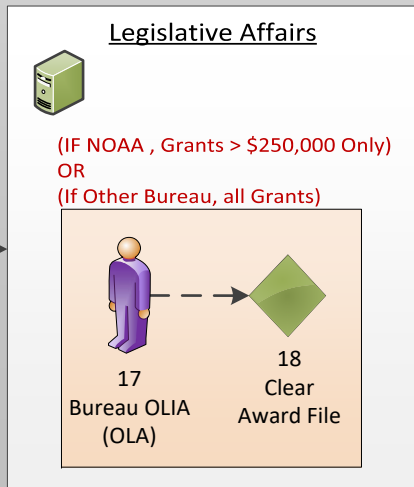 Legislative Affairs
(IF NOAA , Grants > $250,000 Only)
OR
(If Other Bureau, all Grants)
17
Bureau OLIA
(OLA)
18
Clear
Award File